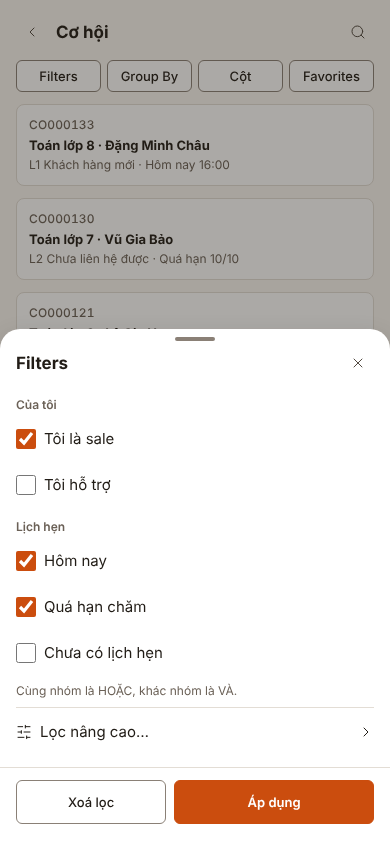 Cơ hội
Filters
Group By
Cột
Favorites
CO000133
Toán lớp 8 · Đặng Minh Châu
L1 Khách hàng mới · Hôm nay 16:00
CO000130
Toán lớp 7 · Vũ Gia Bảo
L2 Chưa liên hệ được · Quá hạn 10/10
CO000121
Filters
Của tôi
Tôi là sale
Tôi hỗ trợ
Lịch hẹn
Hôm nay
Quá hạn chăm
Chưa có lịch hẹn
Cùng nhóm là HOẶC, khác nhóm là VÀ.
Lọc nâng cao...
Xoá lọc
Áp dụng